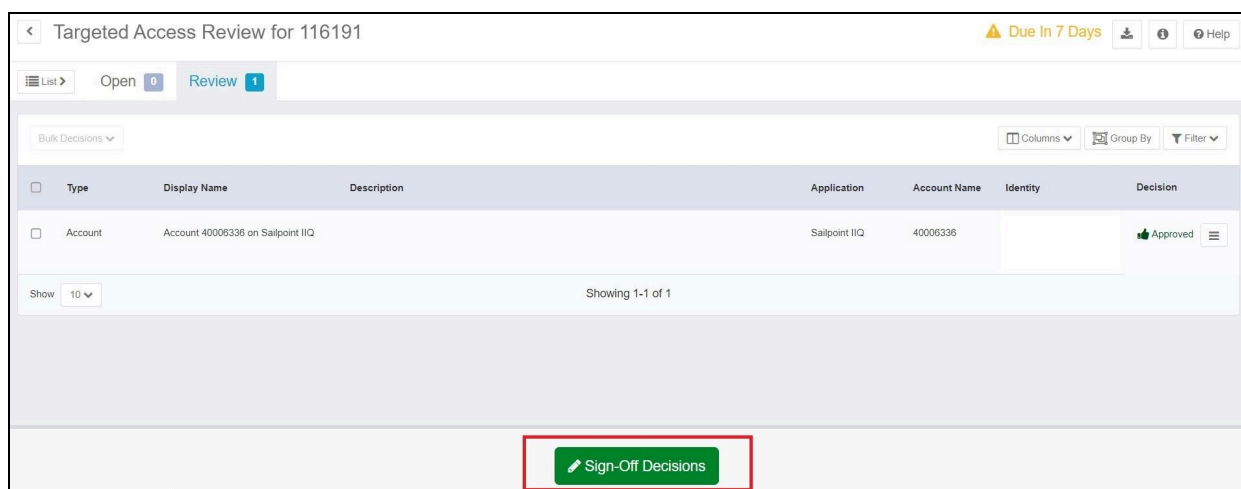 Targeted Access Review for 116191 Due In 7 Days Help
List Open 0 Review 1
Bulk Decisions Columns Group By Filter
Type Display Name Description Application Account Name Identity Decision
Account Account 40006336 on Sailpoint IIQ Sailpoint IIQ 40006336 Approved
Show 10 Showing 1-1 of 1
Sign-Off Decisions